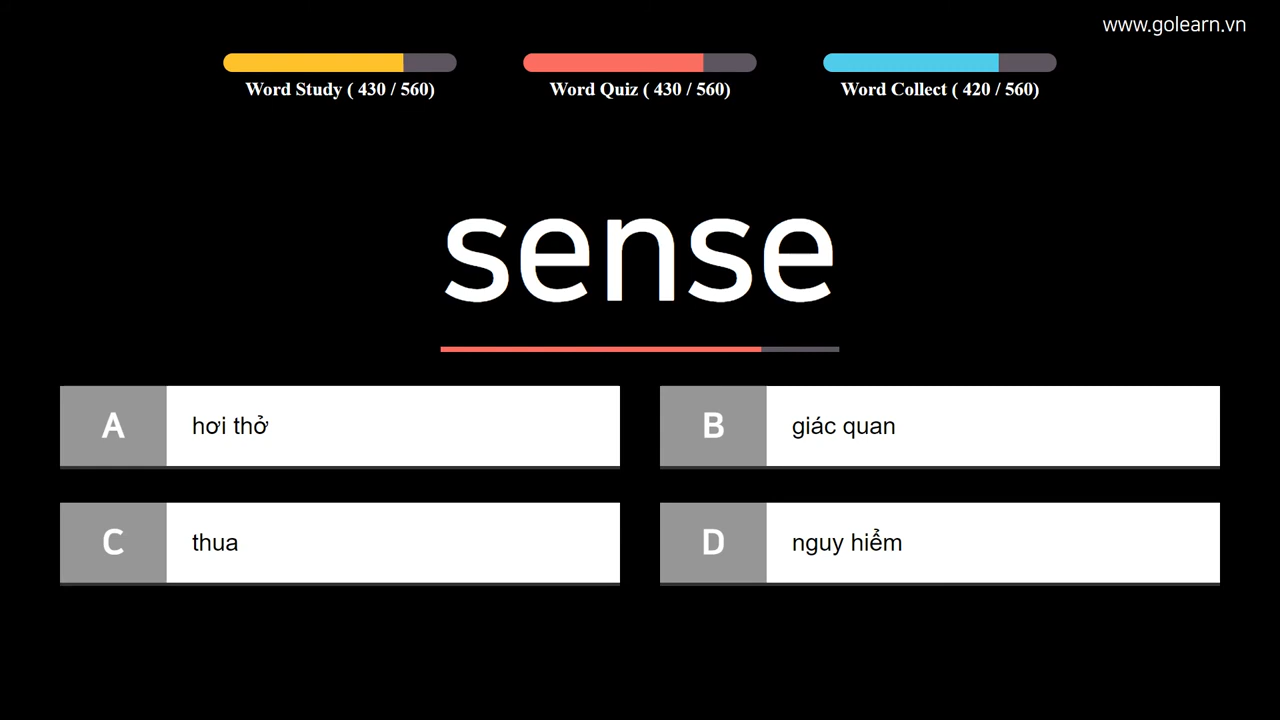 www.golearn.vn
Word Study ( 430 / 560)
Word Quiz ( 430 / 560)
Word Collect ( 420 / 560)
sense
A hơi thở
B giác quan
C thua
D nguy hiểm